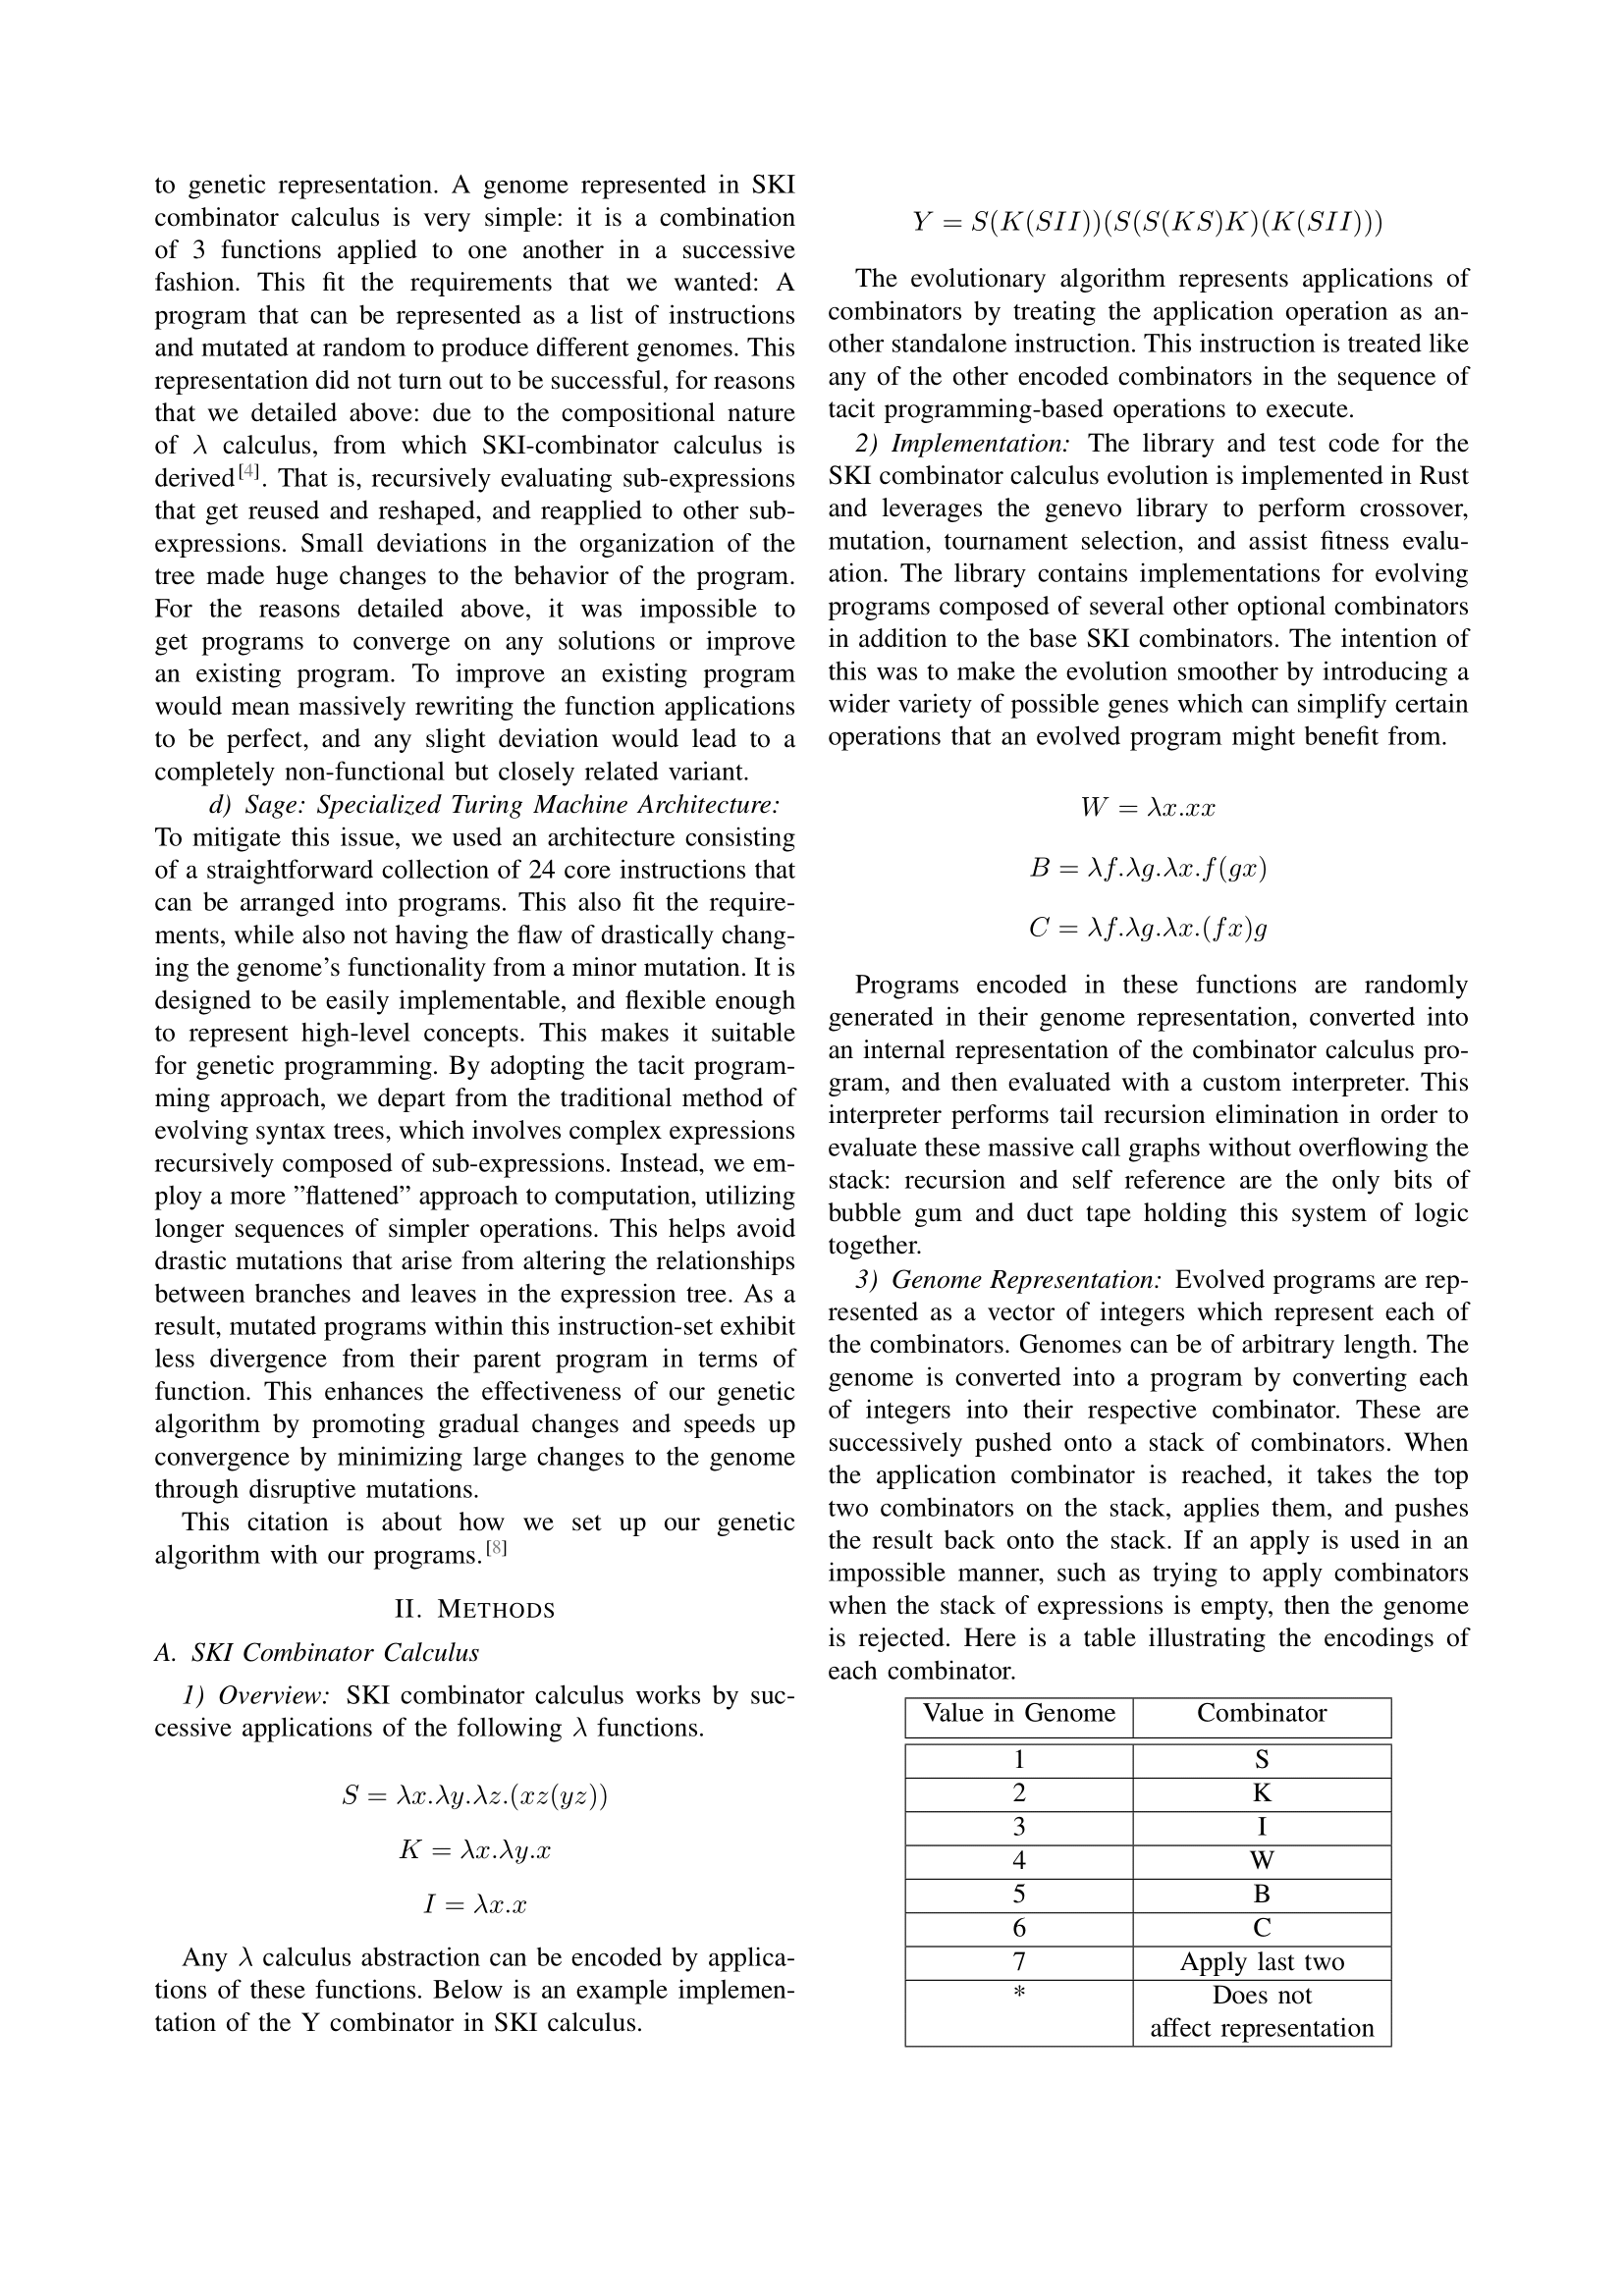 to genetic representation. A genome represented in SKI
combinator calculus is very simple: it is a combination
of 3 functions applied to one another in a successive
fashion. This fit the requirements that we wanted: A
program that can be represented as a list of instructions
and mutated at random to produce different genomes. This
representation did not turn out to be successful, for reasons
that we detailed above: due to the compositional nature
of λ calculus, from which SKI-combinator calculus is
derived[4]. That is, recursively evaluating sub-expressions
that get reused and reshaped, and reapplied to other sub-
expressions. Small deviations in the organization of the
tree made huge changes to the behavior of the program.
For the reasons detailed above, it was impossible to
get programs to converge on any solutions or improve
an existing program. To improve an existing program
would mean massively rewriting the function applications
to be perfect, and any slight deviation would lead to a
completely non-functional but closely related variant.
d) Sage: Specialized Turing Machine Architecture:
To mitigate this issue, we used an architecture consisting
of a straightforward collection of 24 core instructions that
can be arranged into programs. This also fit the require-
ments, while also not having the flaw of drastically chang-
ing the genome's functionality from a minor mutation. It is
designed to be easily implementable, and flexible enough
to represent high-level concepts. This makes it suitable
for genetic programming. By adopting the tacit program-
ming approach, we depart from the traditional method of
evolving syntax trees, which involves complex expressions
recursively composed of sub-expressions. Instead, we em-
ploy a more ”flattened” approach to computation, utilizing
longer sequences of simpler operations. This helps avoid
drastic mutations that arise from altering the relationships
between branches and leaves in the expression tree. As a
result, mutated programs within this instruction-set exhibit
less divergence from their parent program in terms of
function. This enhances the effectiveness of our genetic
algorithm by promoting gradual changes and speeds up
convergence by minimizing large changes to the genome
through disruptive mutations.
This citation is about how we set up our genetic
algorithm with our programs.[8]
II. METHODS
A. SKI Combinator Calculus
1) Overview: SKI combinator calculus works by suc-
cessive applications of the following λ functions.
S = λx.λy.λz.(xz(yz))
K = λx.λy.x
I = λx.x
Any λ calculus abstraction can be encoded by applica-
tions of these functions. Below is an example implemen-
tation of the Y combinator in SKI calculus.
Y = S(K(SII))(S(S(KS)K)(K(SII)))
The evolutionary algorithm represents applications of
combinators by treating the application operation as an-
other standalone instruction. This instruction is treated like
any of the other encoded combinators in the sequence of
tacit programming-based operations to execute.
2) Implementation: The library and test code for the
SKI combinator calculus evolution is implemented in Rust
and leverages the genevo library to perform crossover,
mutation, tournament selection, and assist fitness evalu-
ation. The library contains implementations for evolving
programs composed of several other optional combinators
in addition to the base SKI combinators. The intention of
this was to make the evolution smoother by introducing a
wider variety of possible genes which can simplify certain
operations that an evolved program might benefit from.
W = λx.xx
B = λf.λg.λx.f(gx)
C = λf.λg.λx.(fx)g
Programs encoded in these functions are randomly
generated in their genome representation, converted into
an internal representation of the combinator calculus pro-
gram, and then evaluated with a custom interpreter. This
interpreter performs tail recursion elimination in order to
evaluate these massive call graphs without overflowing the
stack: recursion and self reference are the only bits of
bubble gum and duct tape holding this system of logic
together.
3) Genome Representation: Evolved programs are rep-
resented as a vector of integers which represent each of
the combinators. Genomes can be of arbitrary length. The
genome is converted into a program by converting each
of integers into their respective combinator. These are
successively pushed onto a stack of combinators. When
the application combinator is reached, it takes the top
two combinators on the stack, applies them, and pushes
the result back onto the stack. If an apply is used in an
impossible manner, such as trying to apply combinators
when the stack of expressions is empty, then the genome
is rejected. Here is a table illustrating the encodings of
each combinator.
Value in Genome Combinator
1 S
2 K
3 I
4 W
5 B
6 C
7 Apply last two
* Does not
affect representation